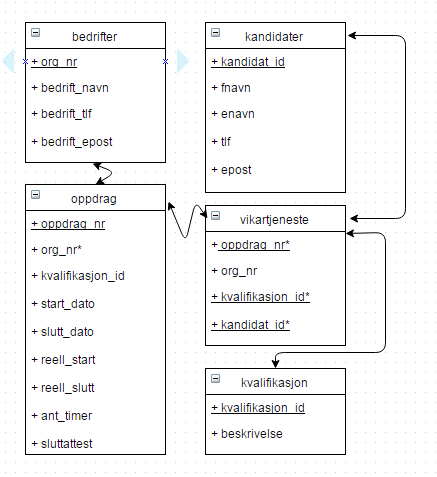 bedrifter
+ org_nr
+ bedrift_navn
+ bedrift_tlf
+ bedrift_epost
kandidater
+ kandidat_id
+ fnavn
+ enavn
+ tlf
+ epost
oppdrag
+ oppdrag_nr
+ org_nr*
+ kvalifikasjon_id
+ start_dato
+ slutt_dato
+ reell_start
+ reell_slutt
+ ant_timer
+ sluttattest
vikartjeneste
+ oppdrag_nr*
+ org_nr
+ kvalifikasjon_id*
+ kandidat_id*
kvalifikasjon
+ kvalifikasjon_id
+ beskrivelse